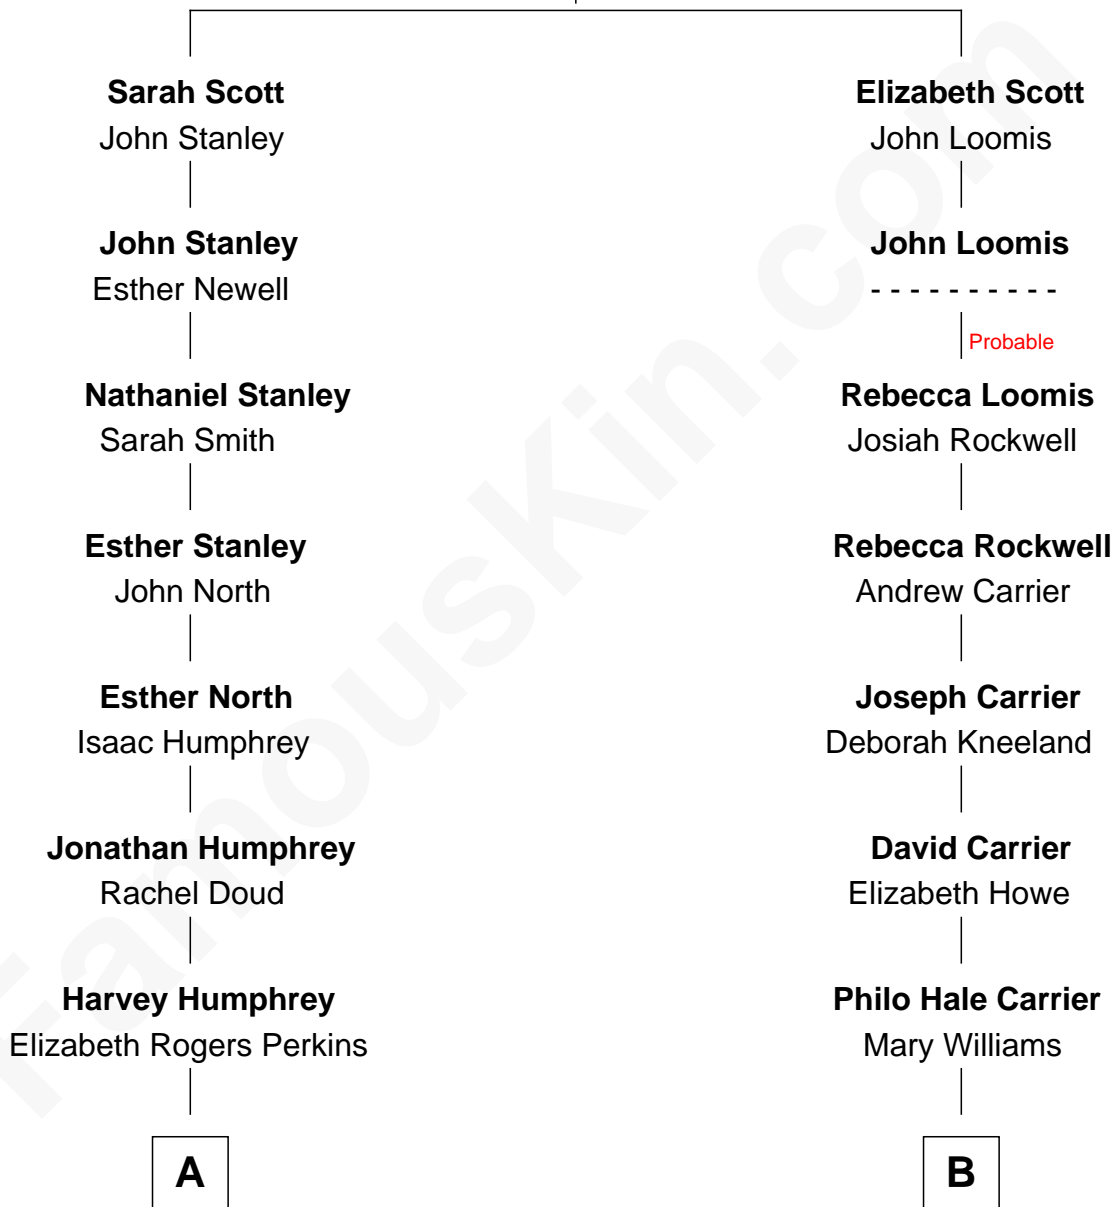 Sarah Scott
John Stanley
John Stanley
Esther Newell
Nathaniel Stanley
Sarah Smith
Esther Stanley
John North
Esther North
Isaac Humphrey
Jonathan Humphrey
Rachel Doud
Harvey Humphrey
Elizabeth Rogers Perkins
A
Elizabeth Scott
John Loomis
John Loomis
- - - - - - - - - -
Probable
Rebecca Loomis
Josiah Rockwell
Rebecca Rockwell
Andrew Carrier
Joseph Carrier
Deborah Kneeland
David Carrier
Elizabeth Howe
Philo Hale Carrier
Mary Williams
B
FamousKin.com